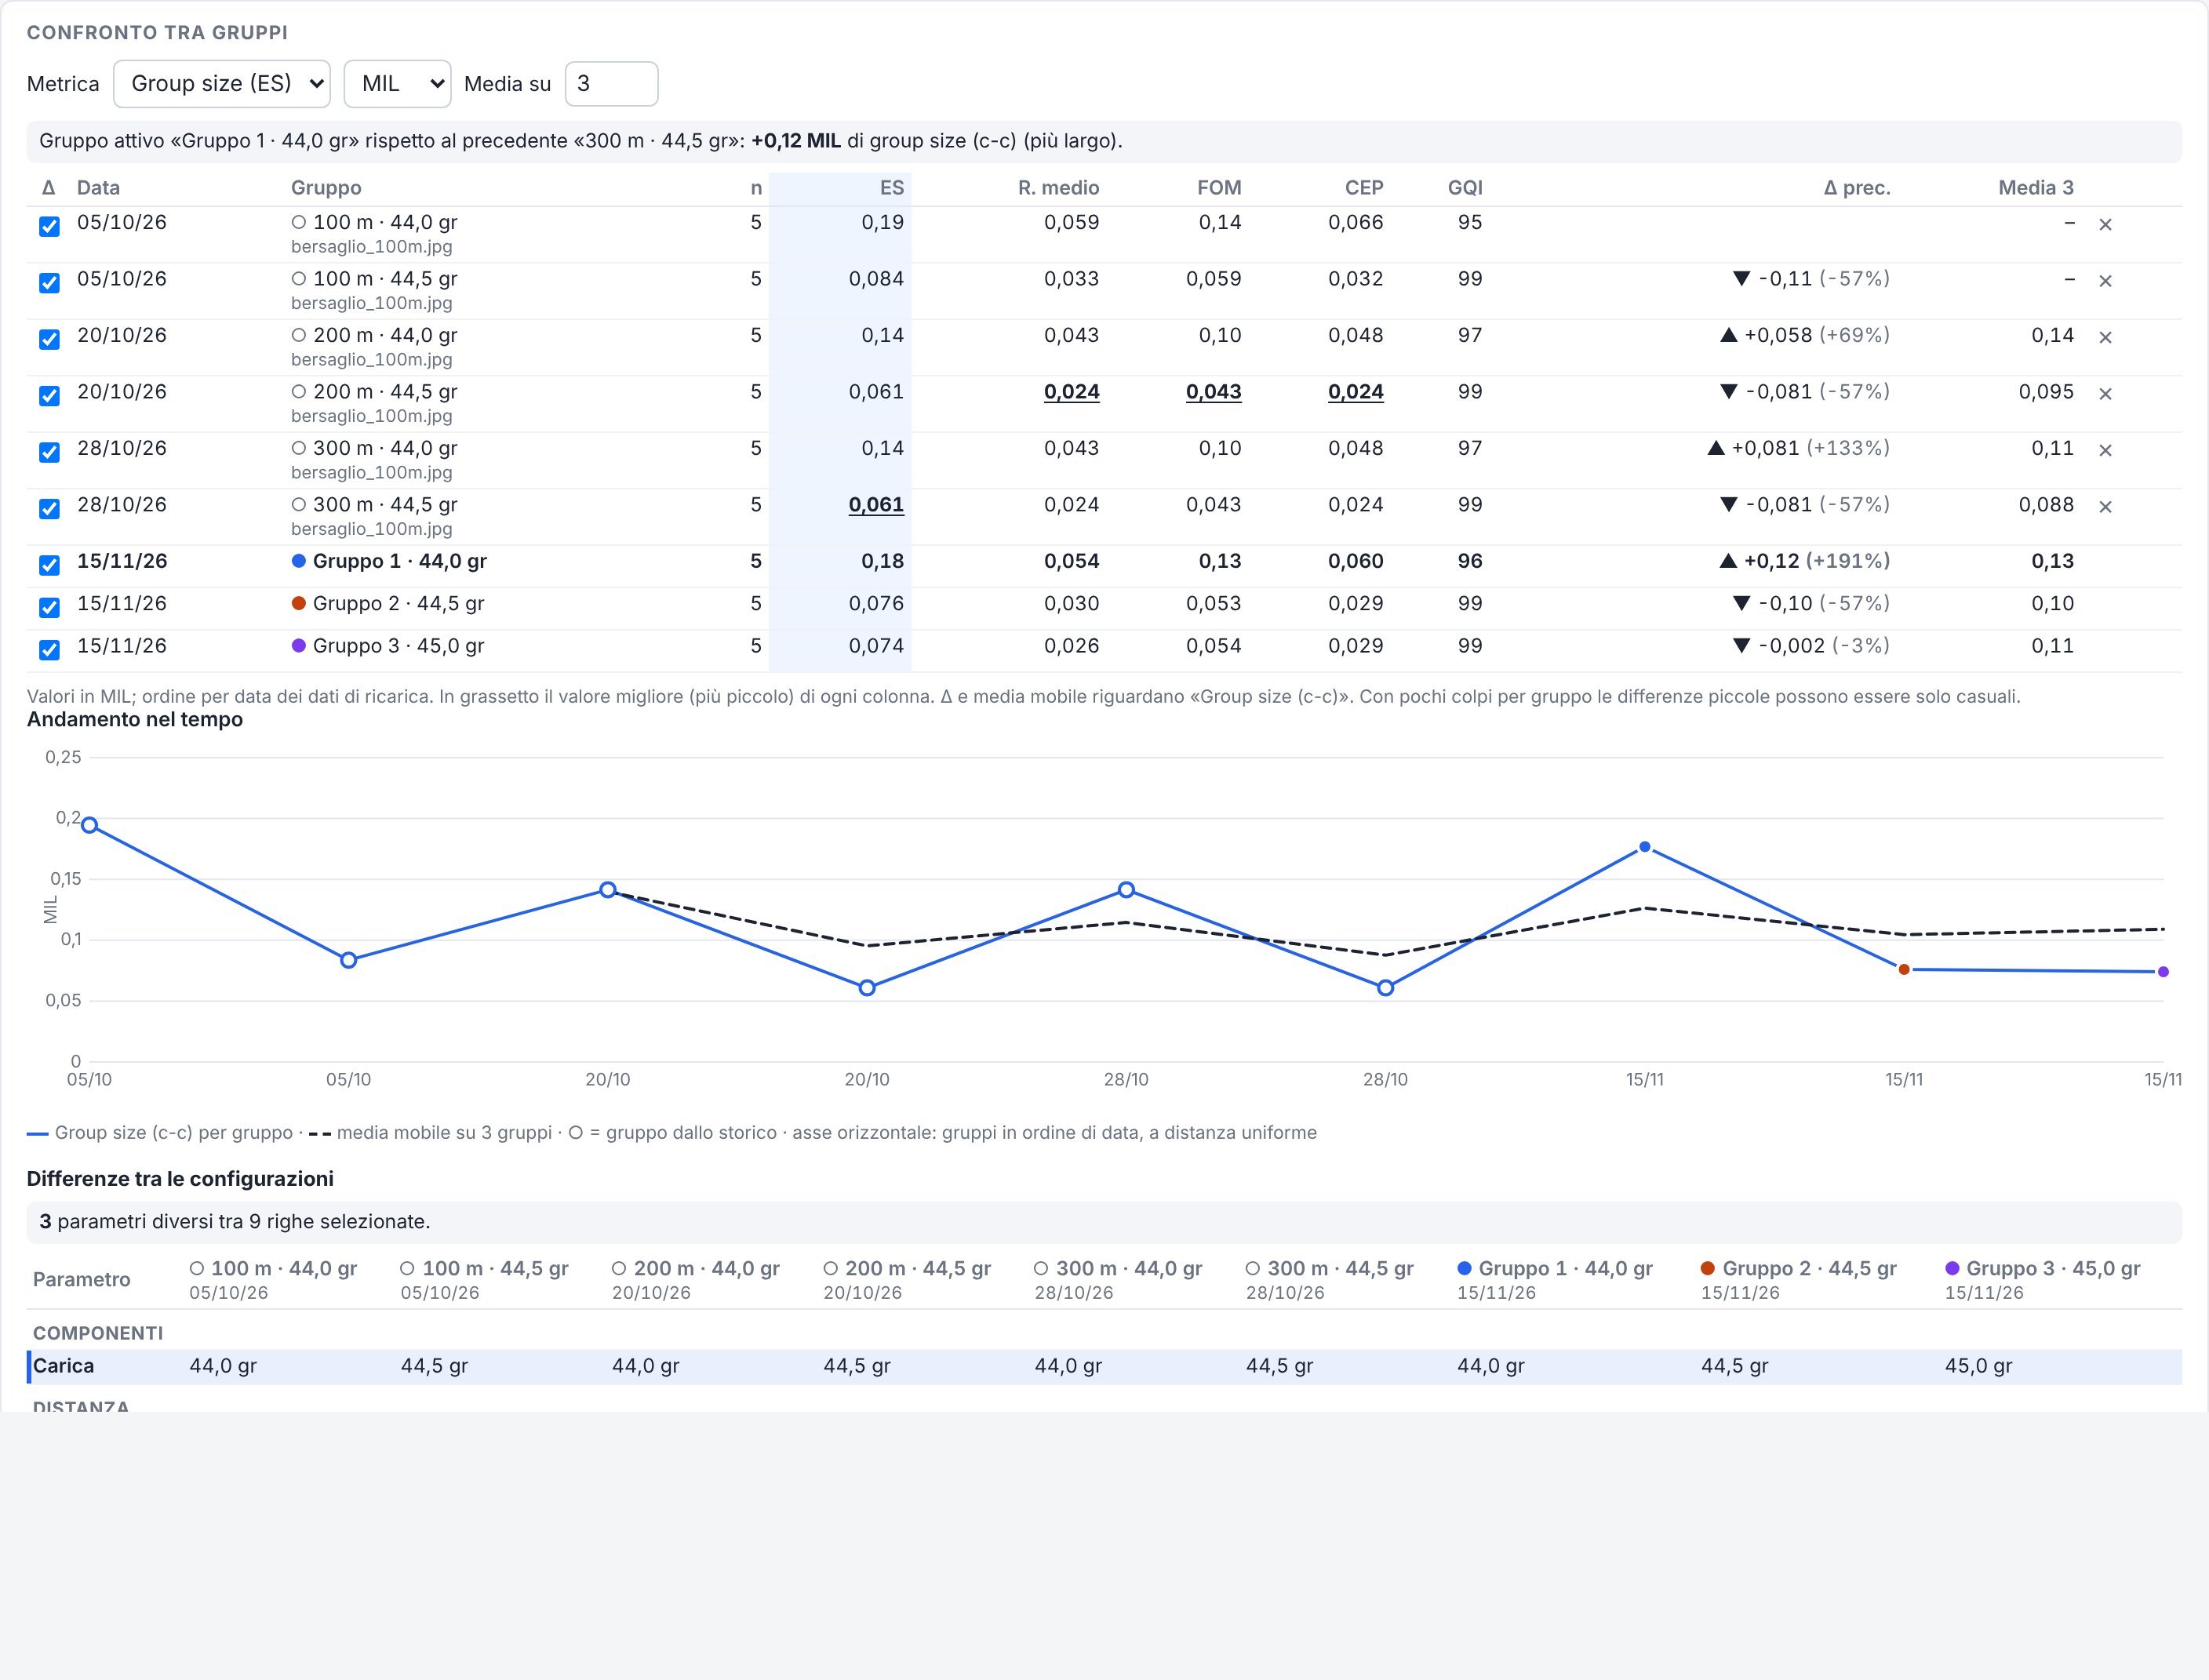 CONFRONTO TRA GRUPPI
Metrica Group size (ES) MIL Media su 3
Gruppo attivo «Gruppo 1 · 44,0 gr» rispetto al precedente «300 m · 44,5 gr»: +0,12 MIL di group size (c-c) (più largo).
Δ Data Gruppo n ES R. medio FOM CEP GQI Δ prec. Media 3
05/10/26 100 m · 44,0 gr 5 0,19 0,059 0,14 0,066 95 – ×
bersaglio_100m.jpg
05/10/26 100 m · 44,5 gr 5 0,084 0,033 0,059 0,032 99 ▼ -0,11 (-57%) – ×
bersaglio_100m.jpg
20/10/26 200 m · 44,0 gr 5 0,14 0,043 0,10 0,048 97 ▲ +0,058 (+69%) 0,14 ×
bersaglio_100m.jpg
20/10/26 200 m · 44,5 gr 5 0,061 0,024 0,043 0,024 99 ▼ -0,081 (-57%) 0,095 ×
bersaglio_100m.jpg
28/10/26 300 m · 44,0 gr 5 0,14 0,043 0,10 0,048 97 ▲ +0,081 (+133%) 0,11 ×
bersaglio_100m.jpg
28/10/26 300 m · 44,5 gr 5 0,061 0,024 0,043 0,024 99 ▼ -0,081 (-57%) 0,088 ×
bersaglio_100m.jpg
15/11/26 Gruppo 1 · 44,0 gr 5 0,18 0,054 0,13 0,060 96 ▲ +0,12 (+191%) 0,13
15/11/26 Gruppo 2 · 44,5 gr 5 0,076 0,030 0,053 0,029 99 ▼ -0,10 (-57%) 0,10
15/11/26 Gruppo 3 · 45,0 gr 5 0,074 0,026 0,054 0,029 99 ▼ -0,002 (-3%) 0,11
Valori in MIL; ordine per data dei dati di ricarica. In grassetto il valore migliore (più piccolo) di ogni colonna. Δ e media mobile riguardano «Group size (c-c)». Con pochi colpi per gruppo le differenze piccole possono essere solo casuali.
Andamento nel tempo
0,25
0,2
0,15
MIL
0,1
0,05
0
05/10 05/10 20/10 20/10 28/10 28/10 15/11 15/11 15/11
Group size (c-c) per gruppo · media mobile su 3 gruppi · O = gruppo dallo storico · asse orizzontale: gruppi in ordine di data, a distanza uniforme
Differenze tra le configurazioni
3 parametri diversi tra 9 righe selezionate.
Parametro 100 m · 44,0 gr 100 m · 44,5 gr 200 m · 44,0 gr 200 m · 44,5 gr 300 m · 44,0 gr 300 m · 44,5 gr Gruppo 1 · 44,0 gr Gruppo 2 · 44,5 gr Gruppo 3 · 45,0 gr
05/10/26 05/10/26 20/10/26 20/10/26 28/10/26 28/10/26 15/11/26 15/11/26 15/11/26
COMPONENTI
Carica 44,0 gr 44,5 gr 44,0 gr 44,5 gr 44,0 gr 44,5 gr 44,0 gr 44,5 gr 45,0 gr
DISTANZA